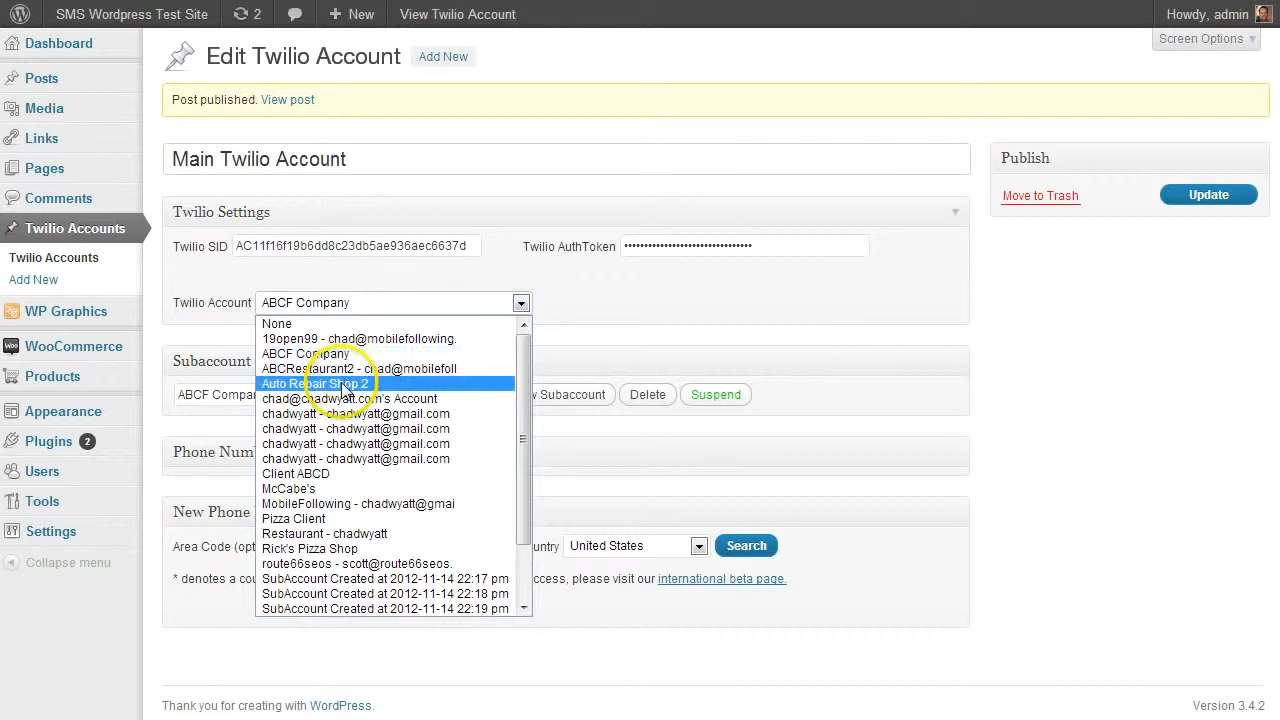 SMS Wordpress Test Site 2 + New View Twilio Account Howdy, admin
Screen Options
Dashboard
Posts
Media
Links
Pages
Comments
Twilio Accounts
Twilio Accounts
Add New
WP Graphics
WooCommerce
Products
Appearance
Plugins 2
Users
Tools
Settings
Collapse menu
Edit Twilio Account Add New
Post published. View post
Main Twilio Account
Twilio Settings
Twilio SID AC11f16f19b6dd8c23db5ae936aec6637d Twilio AuthToken ••••••••••••••••••••••••••••••••
Twilio Account ABCF Company
None
19open99 - chad@mobilefollowing.
ABCF Company
ABCRestaurant2 - chad@mobilefoll
Auto Repair Shop 2
chad@chadwyatt.com's Account
chadwyatt - chadwyatt@gmail.com
chadwyatt - chadwyatt@gmail.com
chadwyatt - chadwyatt@gmail.com
chadwyatt - chadwyatt@gmail.com
Client ABCD
McCabe's
MobileFollowing - chadwyatt@gmai
Pizza Client
Restaurant - chadwyatt
Rick's Pizza Shop
route66seos - scott@route66seos.
SubAccount Created at 2012-11-14 22:17 pm
SubAccount Created at 2012-11-14 22:18 pm
SubAccount Created at 2012-11-14 22:19 pm
Subaccount
ABCF Compan Subaccount Delete Suspend
Phone Num
New Phone
Area Code (opt United States Search
* denotes a cou cess, please visit our international beta page.
Publish
Move to Trash Update
Thank you for creating with WordPress. Version 3.4.2